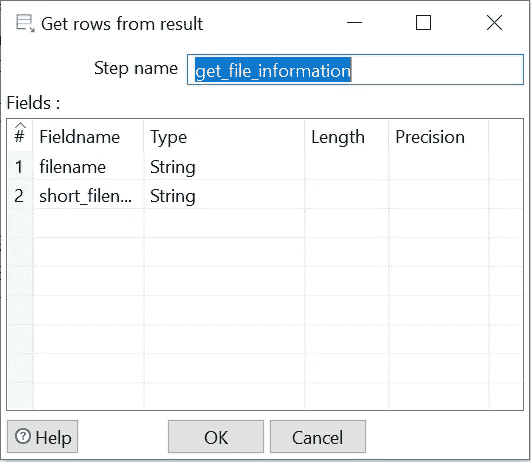 Get rows from result
Step name get_file_information
Fields :
# Fieldname Type Length Precision
1 filename String
2 short_filen... String
Help OK Cancel